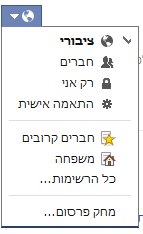 ציבורי
חברים
רק אני
התאמה אישית
חברים קרובים
משפחה
כל הרשימות...
מחק פרסום...